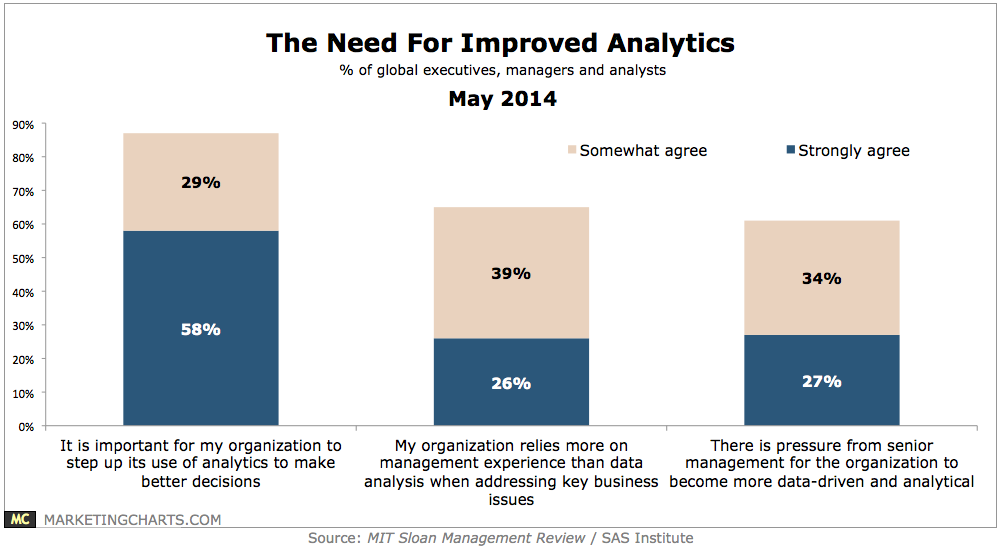 The Need For Improved Analytics
% of global executives, managers and analysts
May 2014
Somewhat agree
Strongly agree
90%
80%
70%
60%
50%
40%
30%
20%
10%
0%
29%
58%
39%
26%
34%
27%
It is important for my organization to
step up its use of analytics to make
better decisions
My organization relies more on
management experience than data
analysis when addressing key business
issues
There is pressure from senior
management for the organization to
become more data-driven and analytical
MC MARKETINGCHARTS.COM
Source: MIT Sloan Management Review / SAS Institute